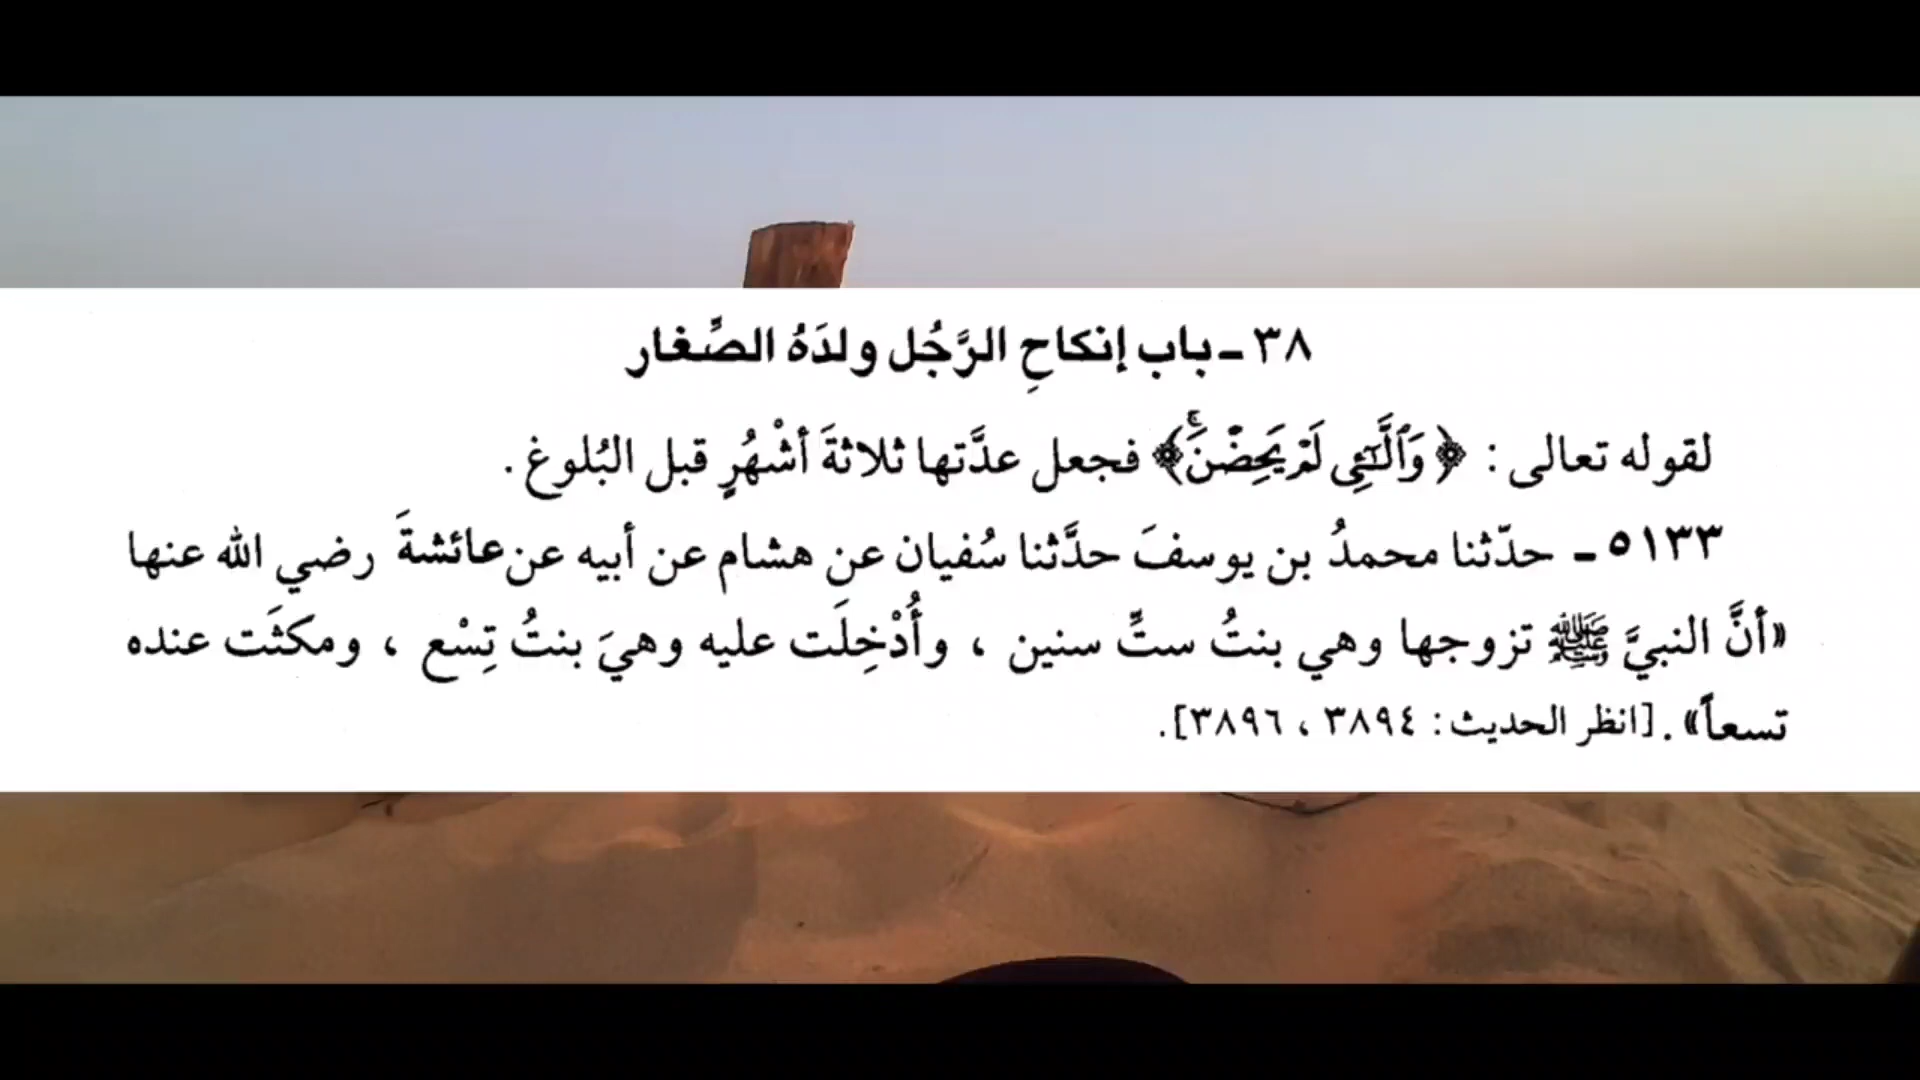 ٣٨ ـ باب إنكاحِ الرَّجُل ولدَهُ الصِّغار
لقوله تعالى : ﴿ وَٱلَّـٰٓـِٔى لَمْ يَحِضْنَ ۚ ﴾ فجعل عدَّتها ثلاثةَ أشْهُرٍ قبل البُلوغ .
٥١٣٣ ـ حدّثنا محمدُ بن يوسفَ حدَّثنا سُفيان عن هشام عن أبيه عن عائشةَ رضي الله عنها
«أنَّ النبيَّ ﷺ تزوجها وهي بنتُ ستِّ سنين ، وأُدْخِلَت عليه وهيَ بنتُ تِسْع ، ومكثَت عنده
تسعاً» . [انظر الحديث : ٣٨٩٤ ، ٣٨٩٦].